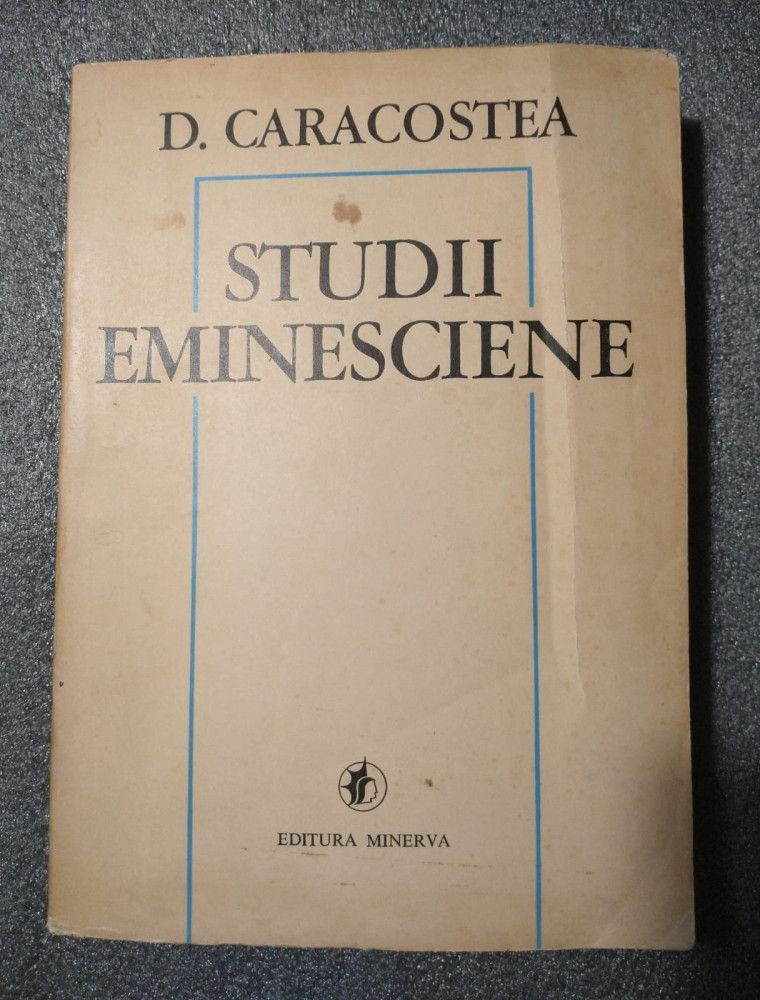 D. CARACOSTEA
STUDII
EMINESCIENE
EDITURA MINERVA